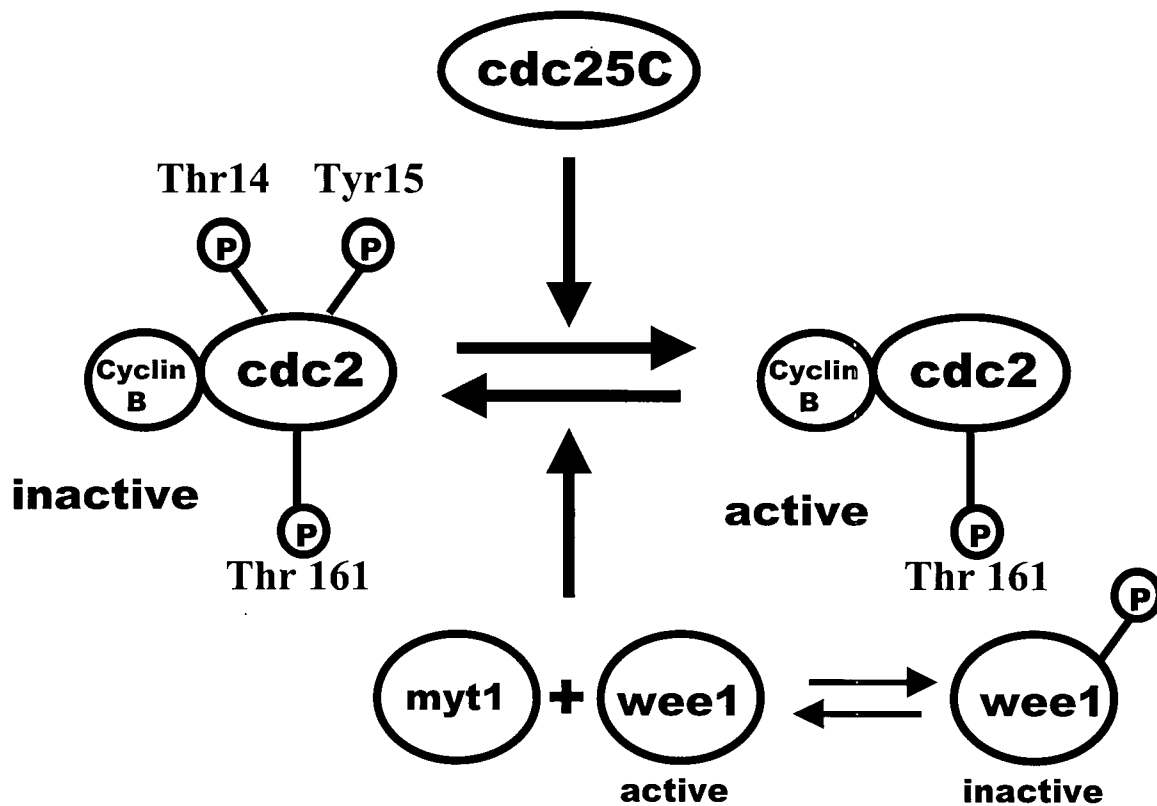 cdc25C
Thr14 Tyr15
P P
Cyclin
B
cdc2
Cyclin
B
cdc2
inactive
active
P
Thr 161
P
Thr 161
P
myt1 + wee1
wee1
active
inactive